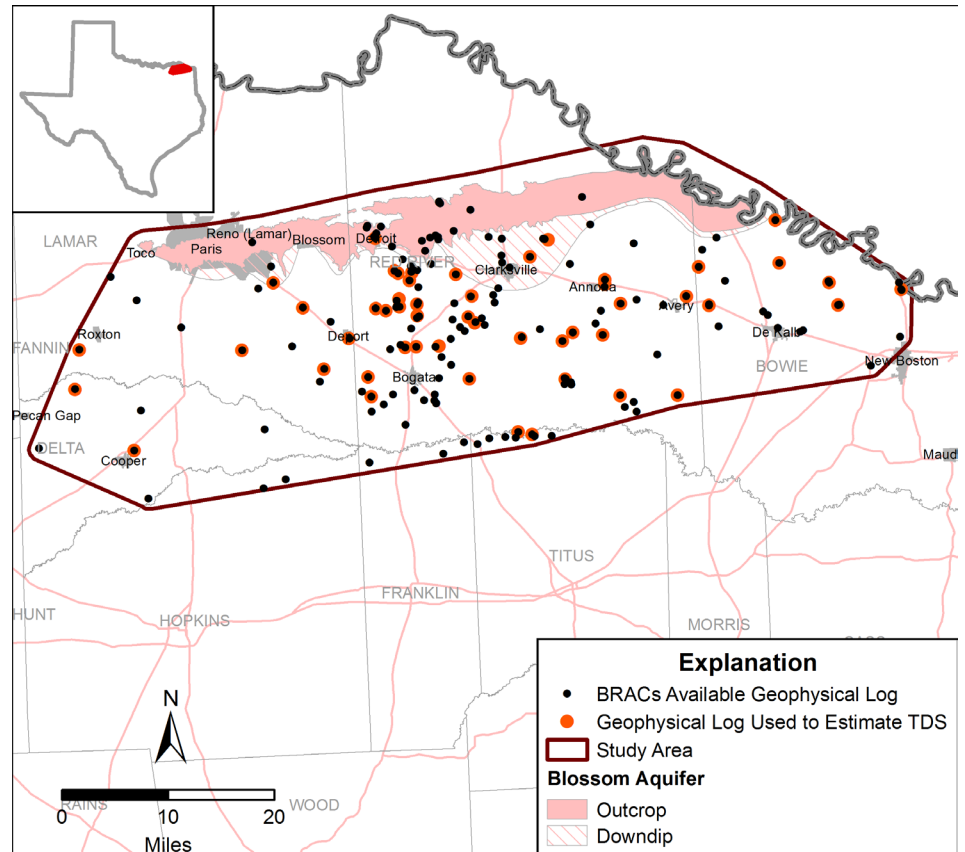 LAMAR
Toco
Reno (Lamar)
Paris
Blossom
Detroit
RED RIVER
Clarksville
Annona
Avery
De Kalb
BOWIE
New Boston
Roxton
FANNIN
Deport
Bogata
Pecan Gap
DELTA
Cooper
Maud
TITUS
FRANKLIN
HUNT
HOPKINS
MORRIS
RAINS
WOOD
N
0 10 20
Miles
Explanation
BRACs Available Geophysical Log
Geophysical Log Used to Estimate TDS
Study Area
Blossom Aquifer
Outcrop
Downdip